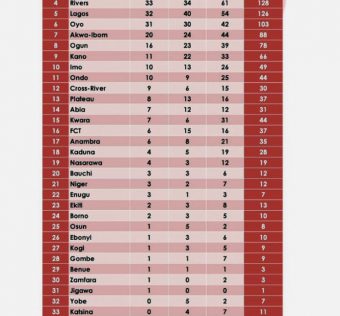 4 Rivers 33 34 61 128
5 Lagos 32 40 54 126
6 Oyo 31 30 42 103
7 Akwa-Ibom 20 24 44 88
8 Ogun 16 23 39 78
9 Kano 11 22 33 66
10 Imo 10 13 26 49
11 Ondo 10 9 25 44
12 Cross-River 9 6 15 30
13 Plateau 8 13 16 37
14 Abia 7 12 12 31
15 Kwara 7 6 31 44
16 FCT 6 15 16 37
17 Anambra 6 8 21 35
18 Kaduna 4 5 19 28
19 Nasarawa 4 3 12 19
20 Bauchi 3 3 6 12
21 Niger 3 2 7 12
22 Enugu 3 1 3 7
23 Ekiti 2 3 8 13
24 Borno 2 3 5 10
25 Osun 1 5 2 8
26 Ebonyi 1 3 6 10
27 Kogi 1 3 5 9
28 Gombe 1 1 7 9
29 Benue 1 1 1 3
30 Zamfara 1 0 2 3
31 Jigawa 1 0 0 1
32 Yobe 0 5 2 7
33 Katsina 0 4 7 11